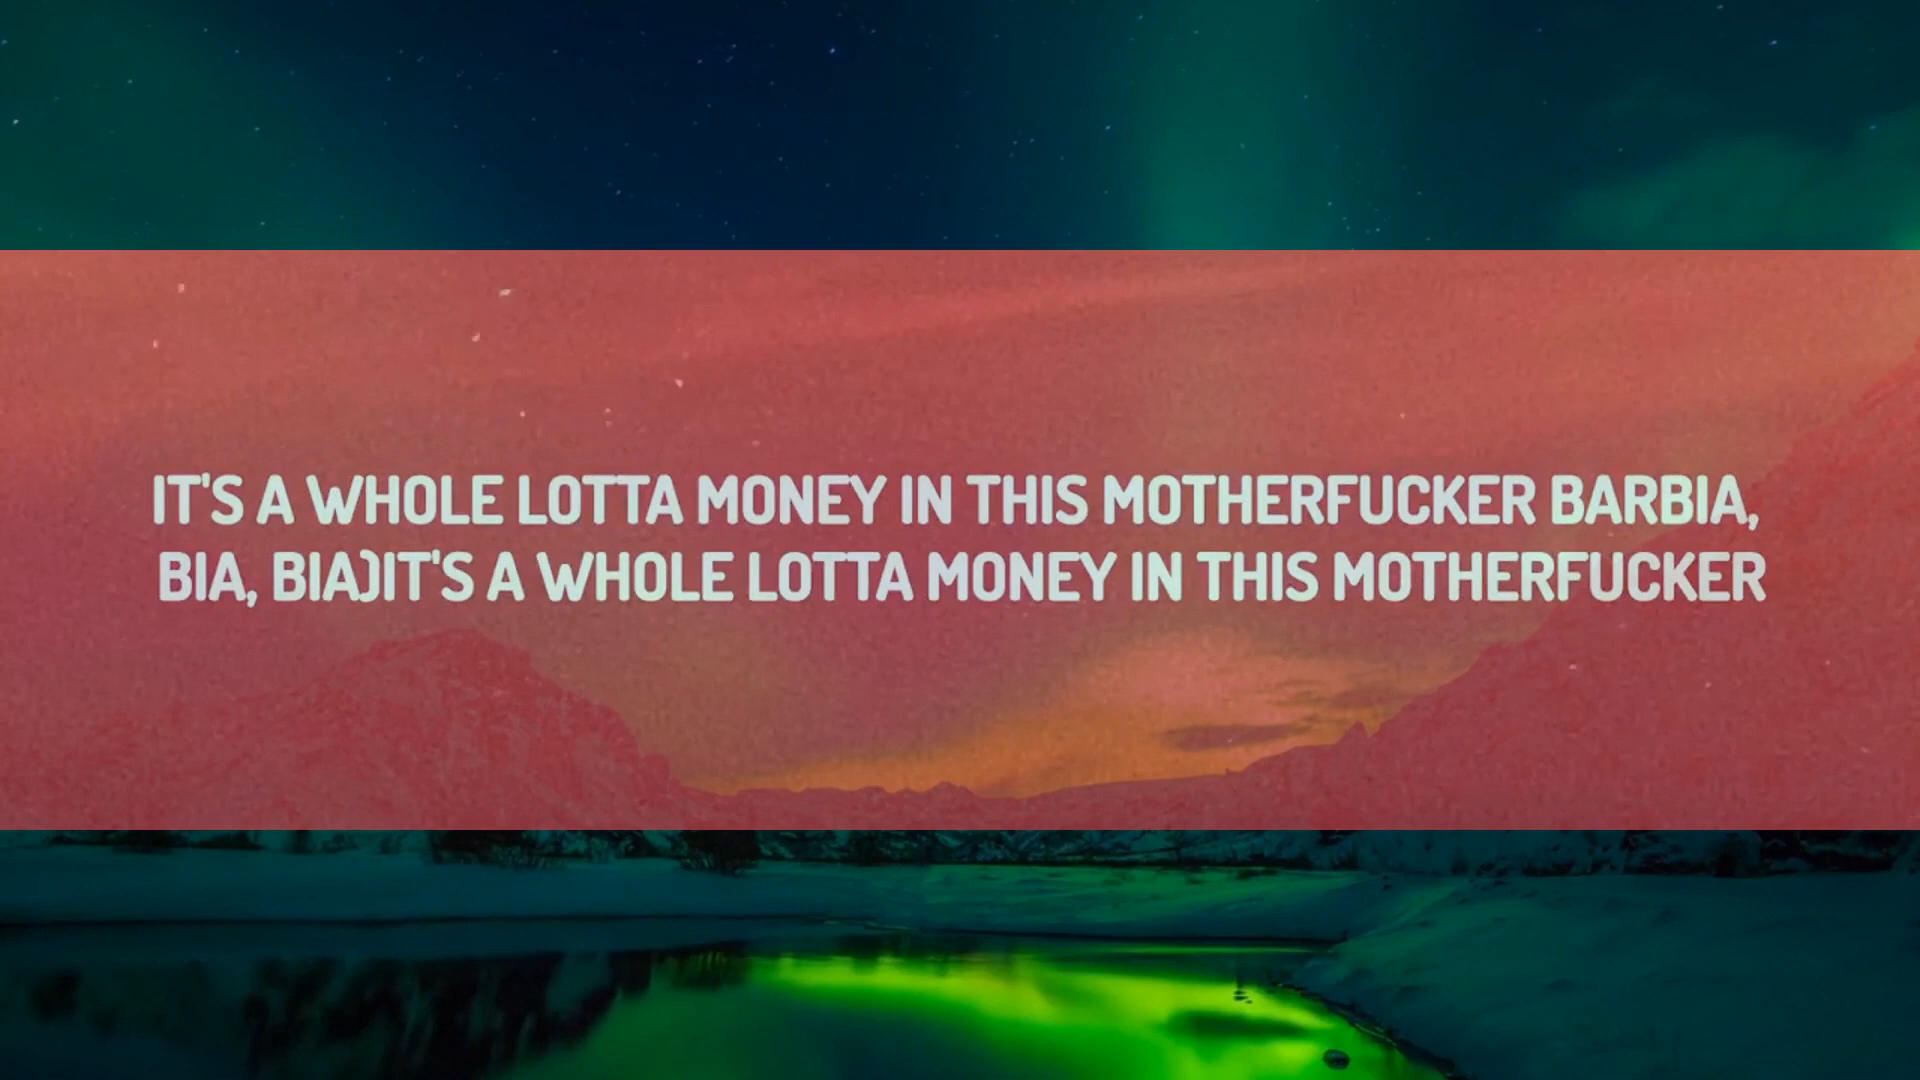 IT'S A WHOLE LOTTA MONEY IN THIS MOTHERFUCKER BARBIA,
BIA, BIA)IT'S A WHOLE LOTTA MONEY IN THIS MOTHERFUCKER